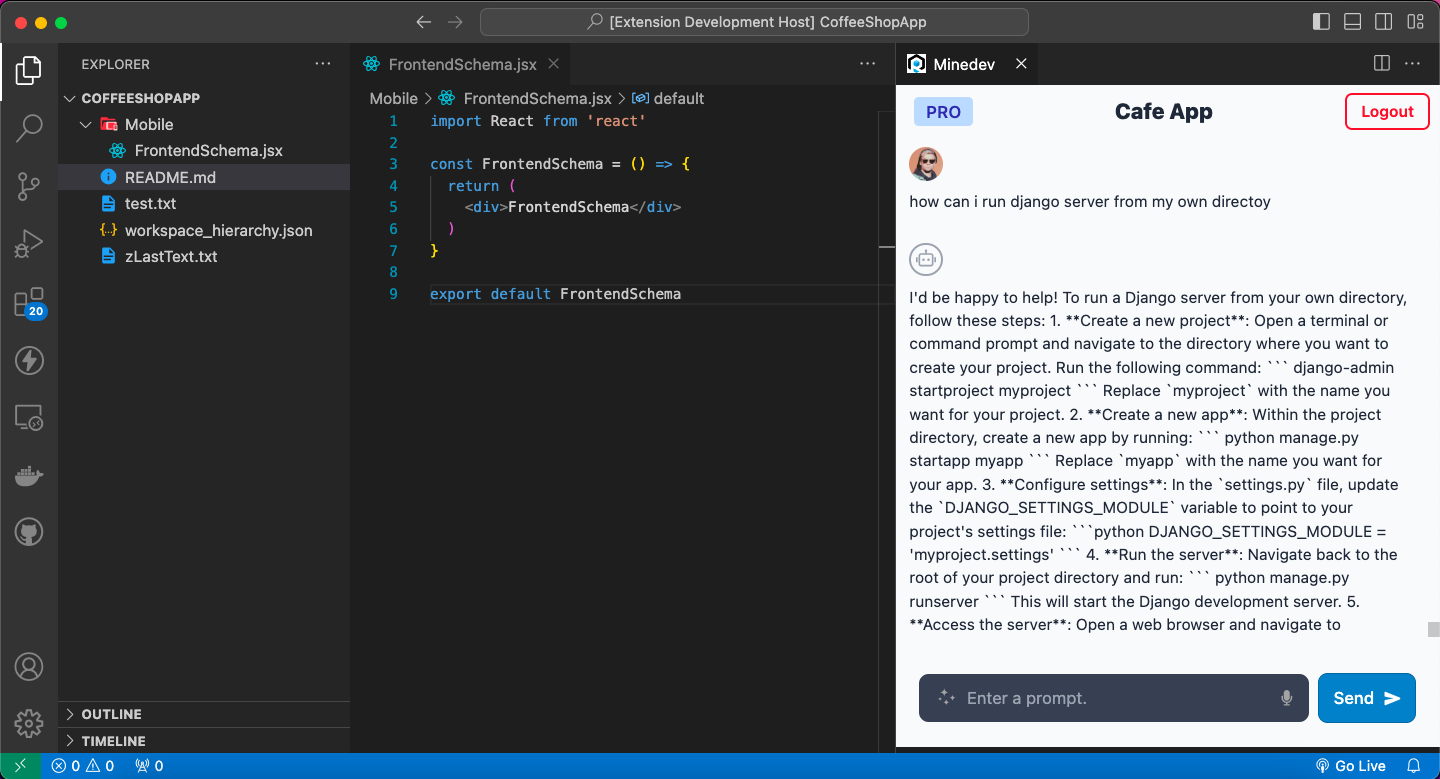 [Extension Development Host] CoffeeShopApp
EXPLORER
COFFEESHOPAPP
Mobile
FrontendSchema.jsx
README.md
test.txt
{..} workspace_hierarchy.json
zLastText.txt
20
OUTLINE
TIMELINE
FrontendSchema.jsx
Mobile > FrontendSchema.jsx > default
1 import React from 'react'
2
3 const FrontendSchema = () => {
4 return (
5 <div>FrontendSchema</div>
6 )
7 }
8
9 export default FrontendSchema
Minedev
PRO
Cafe App
Logout
how can i run django server from my own directoy
I'd be happy to help! To run a Django server from your own directory,
follow these steps: 1. **Create a new project**: Open a terminal or
command prompt and navigate to the directory where you want to
create your project. Run the following command: ``` django-admin
startproject myproject ``` Replace `myproject` with the name you
want for your project. 2. **Create a new app**: Within the project
directory, create a new app by running: ``` python manage.py
startapp myapp ``` Replace `myapp` with the name you want for
your app. 3. **Configure settings**: In the `settings.py` file, update
the `DJANGO_SETTINGS_MODULE` variable to point to your
project's settings file: ```python DJANGO_SETTINGS_MODULE =
'myproject.settings' ``` 4. **Run the server**: Navigate back to the
root of your project directory and run: ``` python manage.py
runserver ``` This will start the Django development server. 5.
**Access the server**: Open a web browser and navigate to
Enter a prompt.
Send
0 0 0
Go Live